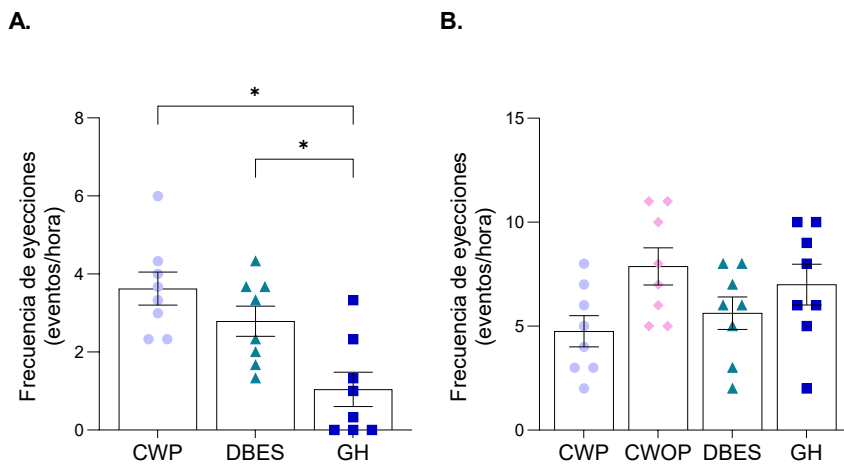 A.
B.
*
*
Frecuencia de eyecciones
(eventos/hora)
8
6
4
2
0
CWP DBES GH
Frecuencia de eyecciones
(eventos/hora)
15
10
5
0
CWP CWOP DBES GH